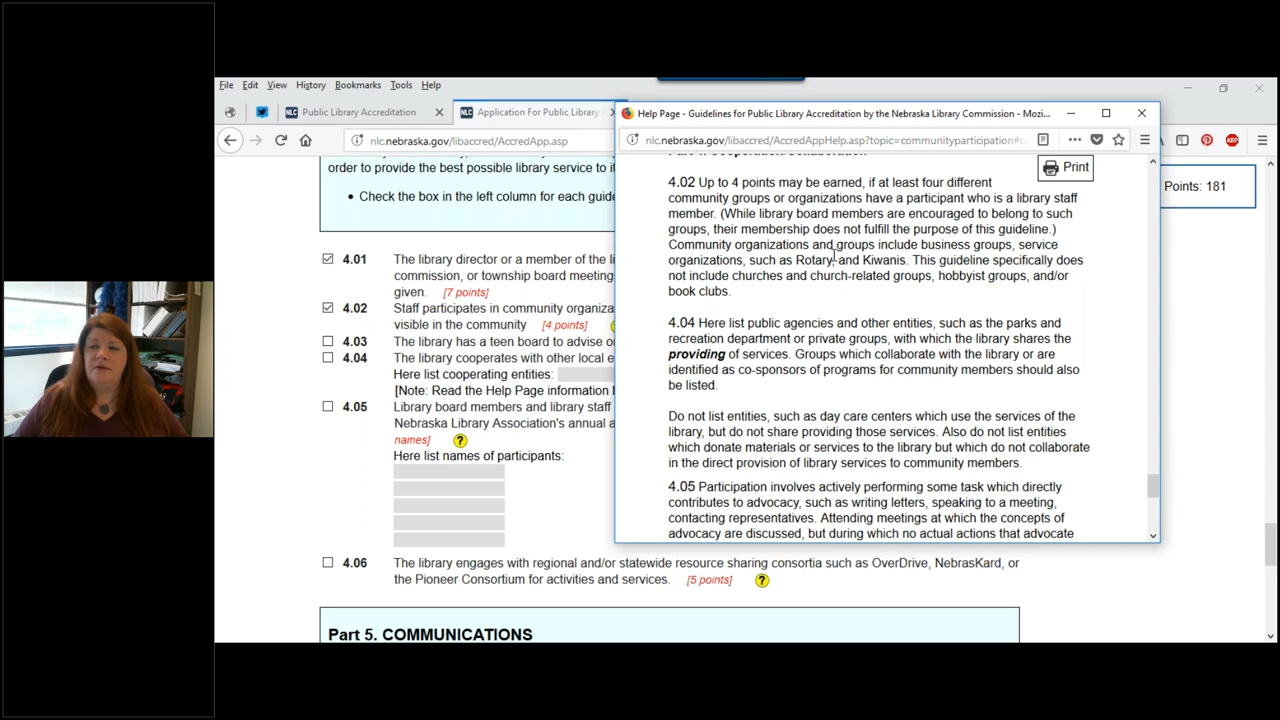 File Edit View History Bookmarks Tools Help
NLC Public Library Accreditation
NLC Application For Public Library
nlc.nebraska.gov/libaccred/AccredApp.asp
order to provide the best possible library service to it
• Check the box in the left column for each guide
4.01 The library director or a member of the li
commission, or township board meeting
given. [7 points]
4.02 Staff participates in community organiza
visible in the community [4 points]
4.03 The library has a teen board to advise o
4.04 The library cooperates with other local e
Here list cooperating entities:
[Note: Read the Help Page information b
4.05 Library board members and library staff
Nebraska Library Association's annual a
names] ?
Here list names of participants:
4.06 The library engages with regional and/or statewide resource sharing consortia such as OverDrive, NebrasKard, or
the Pioneer Consortium for activities and services. [5 points] ?
Part 5. COMMUNICATIONS
Help Page - Guidelines for Public Library Accreditation by the Nebraska Library Commission - Mozi...
nlc.nebraska.gov/libaccred/AccredAppHelp.asp?topic=communityparticipation#c
Print
4.02 Up to 4 points may be earned, if at least four different
community groups or organizations have a participant who is a library staff
member. (While library board members are encouraged to belong to such
groups, their membership does not fulfill the purpose of this guideline.)
Community organizations and groups include business groups, service
organizations, such as Rotary, and Kiwanis. This guideline specifically does
not include churches and church-related groups, hobbyist groups, and/or
book clubs.
4.04 Here list public agencies and other entities, such as the parks and
recreation department or private groups, with which the library shares the
providing of services. Groups which collaborate with the library or are
identified as co-sponsors of programs for community members should also
be listed.
Do not list entities, such as day care centers which use the services of the
library, but do not share providing those services. Also do not list entities
which donate materials or services to the library but which do not collaborate
in the direct provision of library services to community members.
4.05 Participation involves actively performing some task which directly
contributes to advocacy, such as writing letters, speaking to a meeting,
contacting representatives. Attending meetings at which the concepts of
advocacy are discussed, but during which no actual actions that advocate
ABP
Points: 181